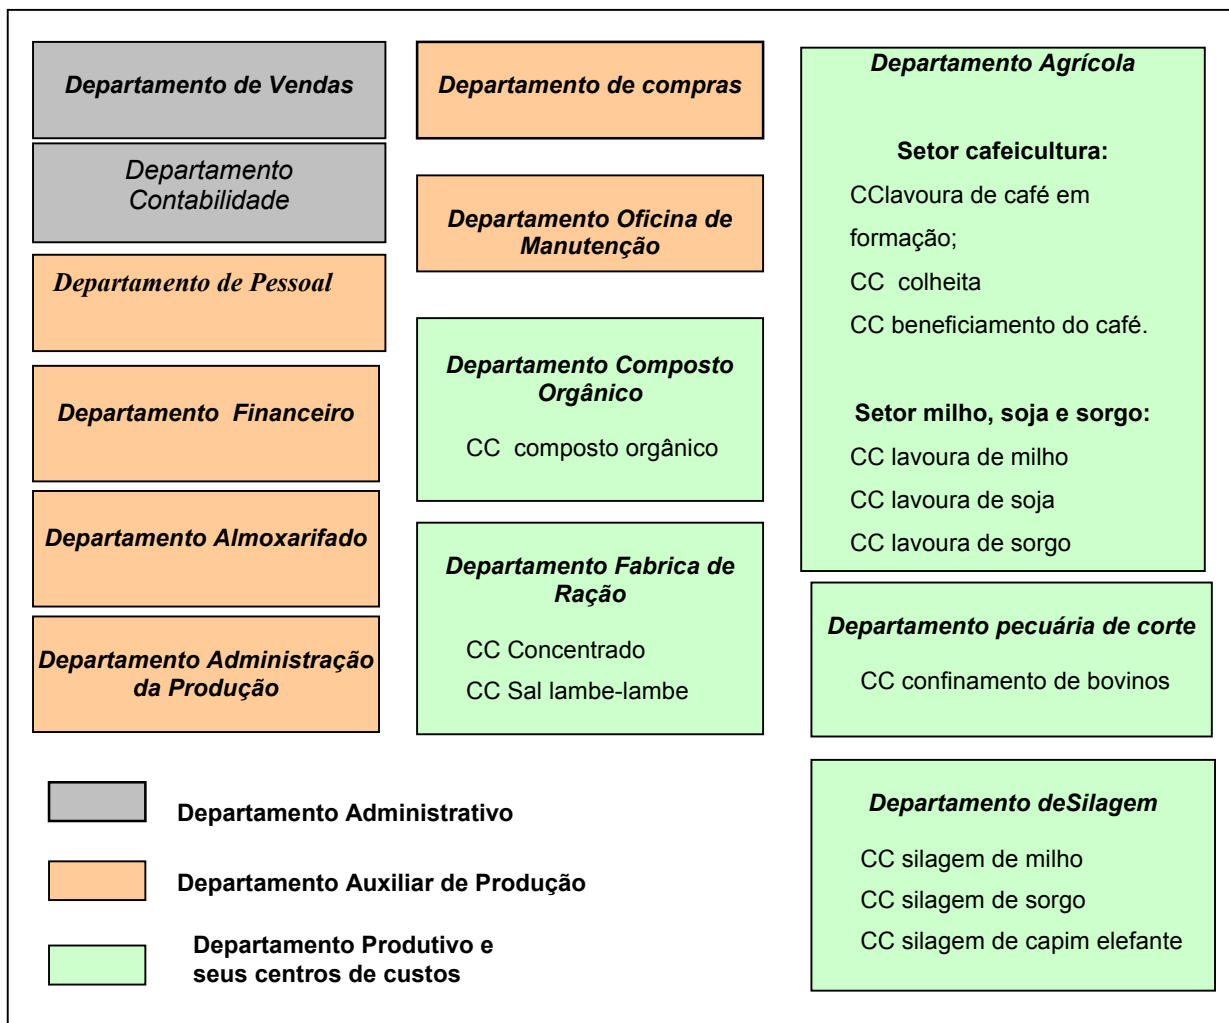 Departamento de Vendas
Departamento
Contabilidade
Departamento de Pessoal
Departamento Financeiro
Departamento Almoxarifado
Departamento Administração
da Produção
Departamento de compras
Departamento Oficina de
Manutenção
Departamento Composto
Orgânico
CC composto orgânico
Departamento Fabrica de
Ração
CC Concentrado
CC Sal lambe-lambe
Departamento Agrícola
Setor cafeicultura:
CClavoura de café em
formação;
CC colheita
CC beneficiamento do café.
Setor milho, soja e sorgo:
CC lavoura de milho
CC lavoura de soja
CC lavoura de sorgo
Departamento pecuária de corte
CC confinamento de bovinos
Departamento deSilagem
CC silagem de milho
CC silagem de sorgo
CC silagem de capim elefante
Departamento Administrativo
Departamento Auxiliar de Produção
Departamento Produtivo e
seus centros de custos